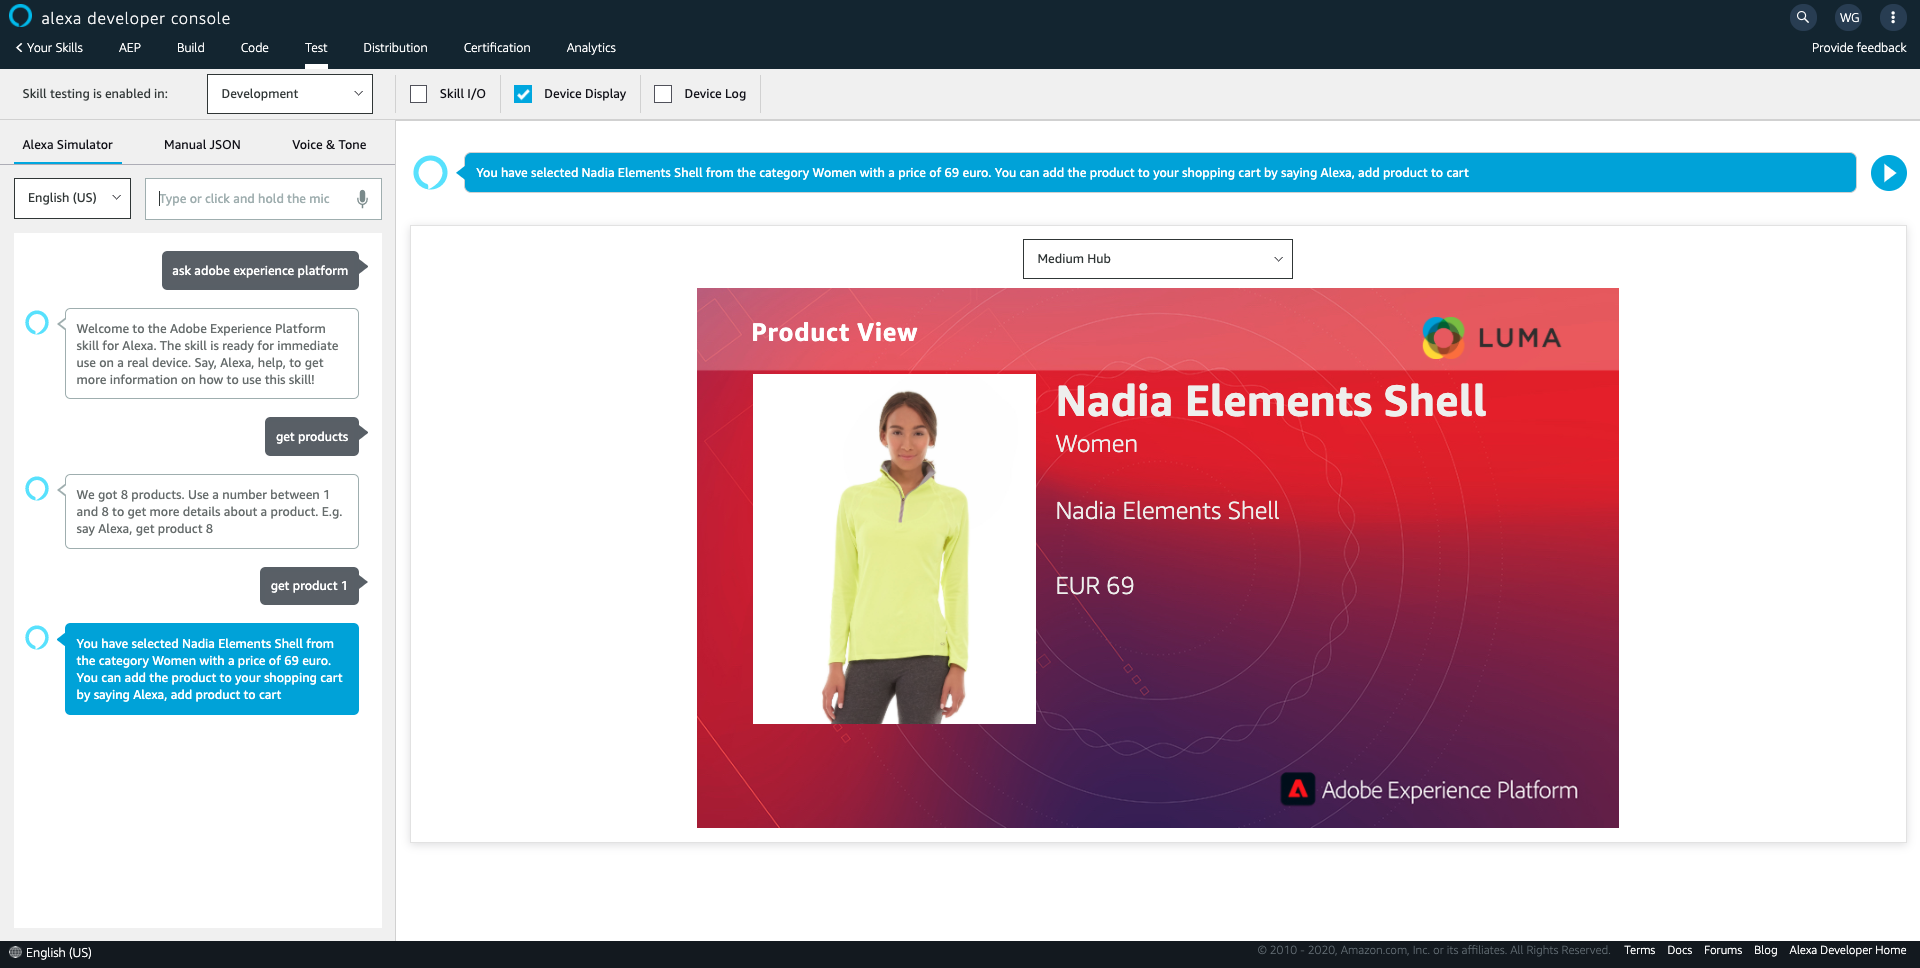 alexa developer console
WG
Your Skills
AEP
Build
Code
Test
Distribution
Certification
Analytics
Provide feedback
Skill testing is enabled in:
Development
Skill I/O
Device Display
Device Log
Alexa Simulator
Manual JSON
Voice & Tone
English (US)
Type or click and hold the mic
ask adobe experience platform
Welcome to the Adobe Experience Platform
skill for Alexa. The skill is ready for immediate
use on a real device. Say, Alexa, help, to get
more information on how to use this skill!
get products
We got 8 products. Use a number between 1
and 8 to get more details about a product. E.g.
say Alexa, get product 8
get product 1
You have selected Nadia Elements Shell from
the category Women with a price of 69 euro.
You can add the product to your shopping cart
by saying Alexa, add product to cart
You have selected Nadia Elements Shell from the category Women with a price of 69 euro. You can add the product to your shopping cart by saying Alexa, add product to cart
Medium Hub
Product View
LUMA
Nadia Elements Shell
Women
Nadia Elements Shell
EUR 69
Adobe Experience Platform
English (US)
© 2010 - 2020, Amazon.com, Inc. or its affiliates. All Rights Reserved.
Terms
Docs
Forums
Blog
Alexa Developer Home